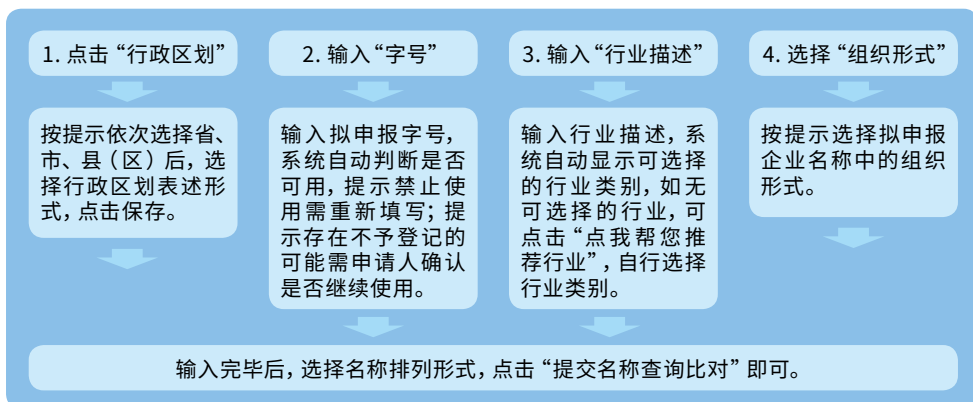 1. 点击“行政区划”
按提示依次选择省、
市、县（区）后，选
择行政区划表述形
式，点击保存。
2. 输入“字号”
输入拟申报字号，
系统自动判断是否
可用，提示禁止使
用需重新填写；提
示存在不予登记的
可能需申请人确认
是否继续使用。
3. 输入“行业描述”
输入行业描述，系
统自动显示可选择
的行业类别，如无
可选择的行业，可
点击“点我帮您推
荐行业”，自行选择
行业类别。
4. 选择“组织形式”
按提示选择拟申报
企业名称中的组织
形式。
输入完毕后，选择名称排列形式，点击“提交名称查询比对”即可。